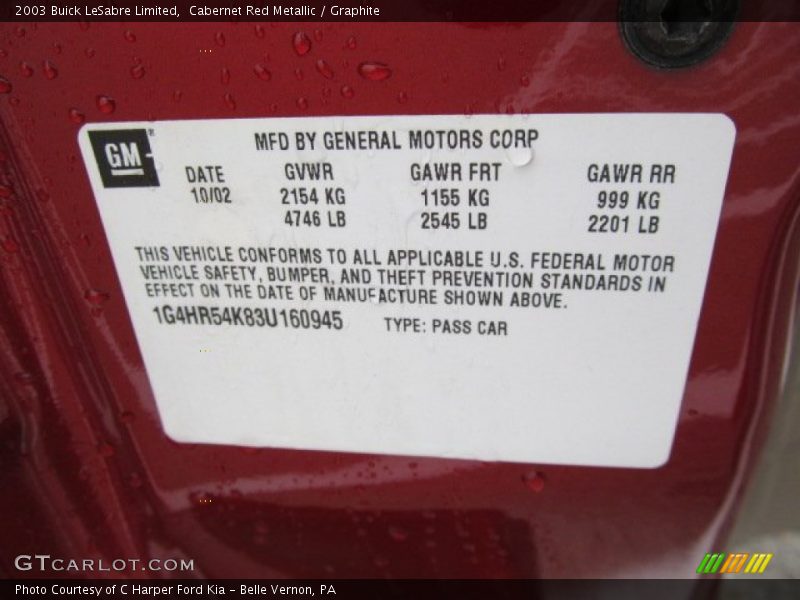 2003 Buick LeSabre Limited,  Cabernet Red Metallic / Graphite
GM
MFD BY GENERAL MOTORS CORP
DATE GVWR GAWR FRT GAWR RR
10/02 2154 KG 1155 KG 999 KG
4746 LB 2545 LB 2201 LB
THIS VEHICLE CONFORMS TO ALL APPLICABLE U.S. FEDERAL MOTOR
VEHICLE SAFETY, BUMPER, AND THEFT PREVENTION STANDARDS IN
EFFECT ON THE DATE OF MANUFACTURE SHOWN ABOVE.
1G4HR54K83U160945 TYPE: PASS CAR
GTCARLOT.COM
Photo Courtesy of C Harper Ford Kia – Belle Vernon, PA